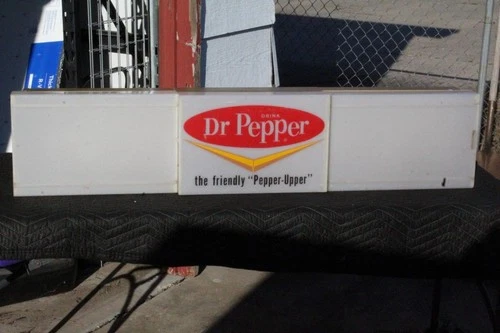 DRINK
Dr Pepper
the friendly "Pepper-Upper"